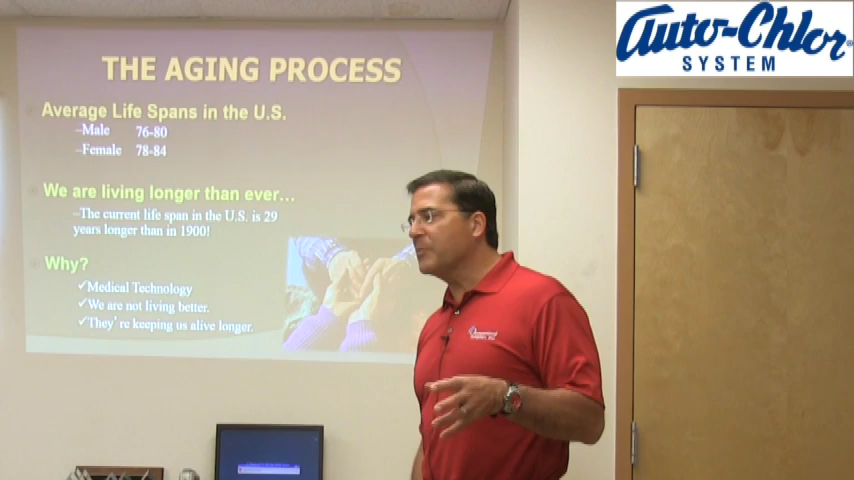 THE AGING PROCESS
Average Life Spans in the U.S.
–Male 76-80
–Female 78-84
We are living longer than ever…
–The current life span in the U.S. is 29
years longer than in 1900!
Why?
✓Medical Technology
✓We are not living better.
✓They're keeping us alive longer.
Auto-Chlor®
SYSTEM